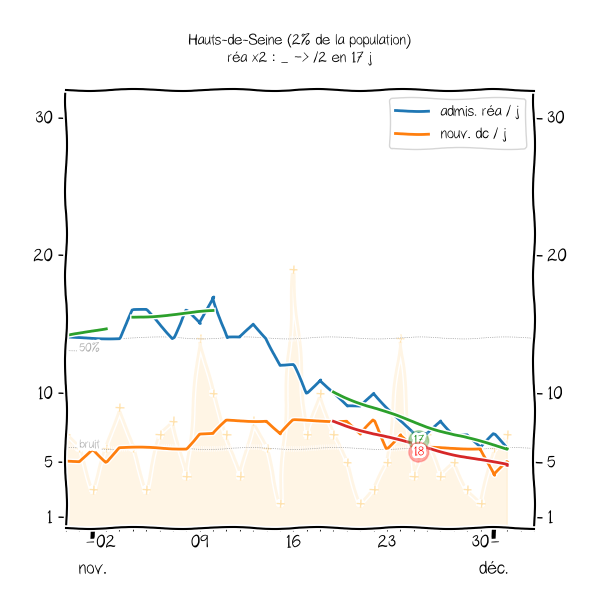 Hauts-de-Seine (2% de la population)
réa x2 : _ -> /2 en 17 j
admis. réa / j
nouv. dc / j
30
30
20
20
50%
10
10
bruit
17
18
5
5
1
1
02
09
16
23
30
nov.
déc.